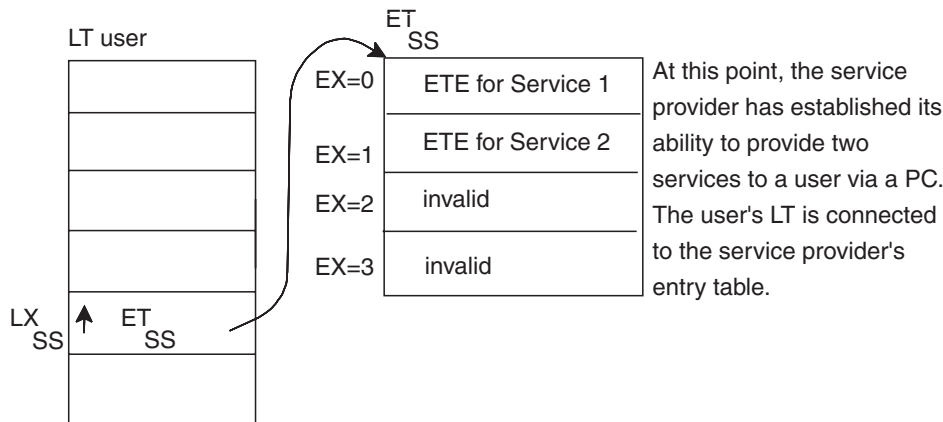 LT user
LX
SS
ET
SS
ET
SS
EX=0
ETE for Service 1
EX=1
ETE for Service 2
EX=2
invalid
EX=3
invalid
At this point, the service
provider has established its
ability to provide two
services to a user via a PC.
The user's LT is connected
to the service provider's
entry table.